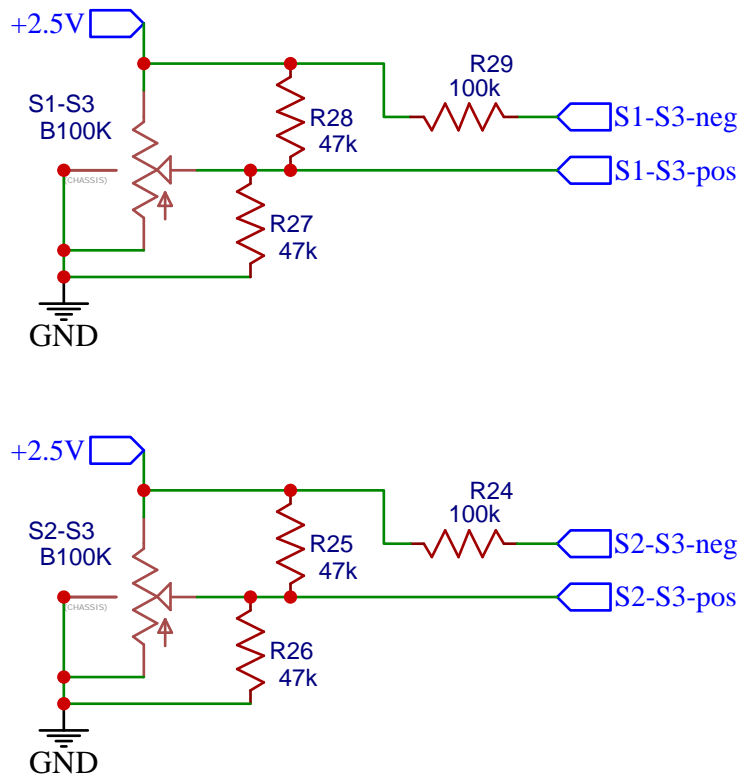 +2.5V
R29
100k
S1-S3
B100K
R28
47k
S1-S3-neg
S1-S3-pos
(CHASSIS)
R27
47k
GND
+2.5V
R24
100k
S2-S3
B100K
R25
47k
S2-S3-neg
S2-S3-pos
(CHASSIS)
R26
47k
GND